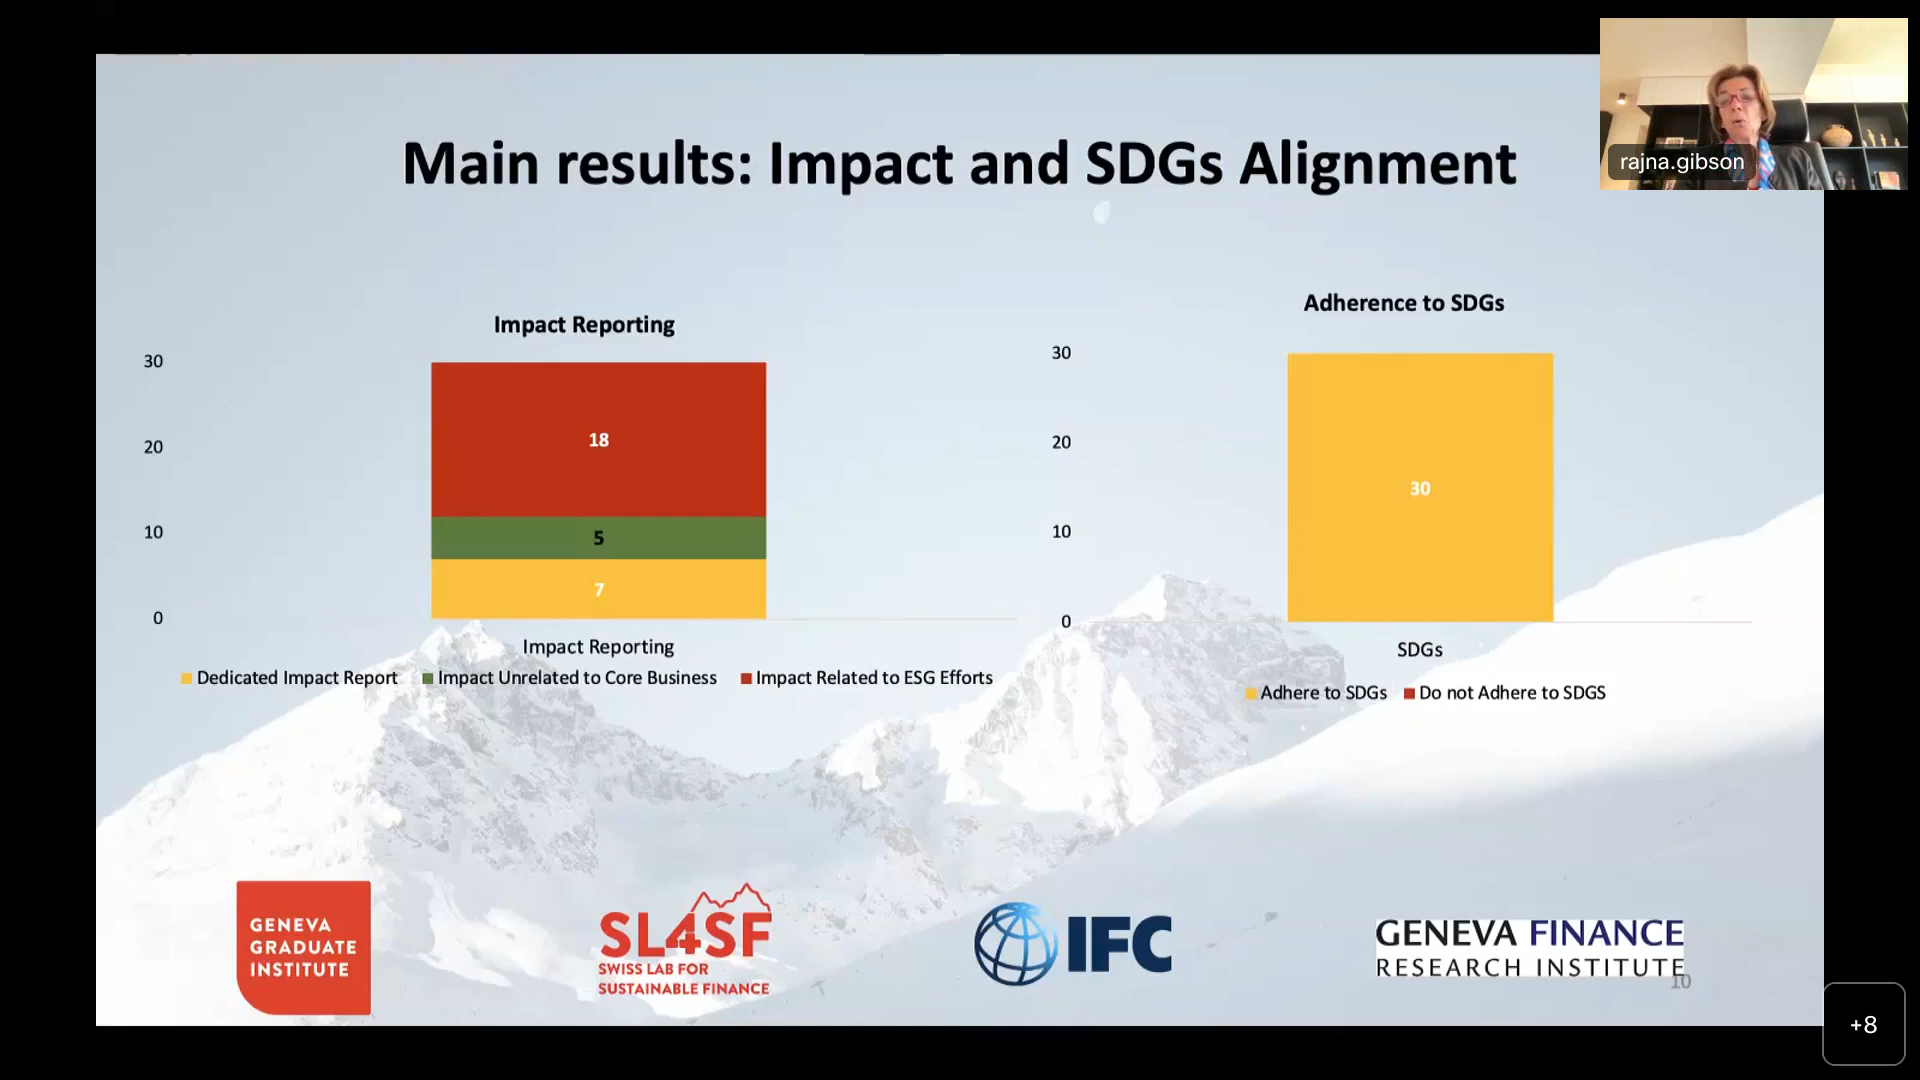 rajna.gibson
Main results: Impact and SDGs Alignment
Impact Reporting
30
20
10
0
18
5
7
Impact Reporting
Dedicated Impact Report
Impact Unrelated to Core Business
Impact Related to ESG Efforts
Adherence to SDGs
30
20
10
0
30
SDGs
Adhere to SDGs
Do not Adhere to SDGS
GENEVA
GRADUATE
INSTITUTE
SL4SF
SWISS LAB FOR
SUSTAINABLE FINANCE
IFC
GENEVA FINANCE
RESEARCH INSTITUTE
10
+8